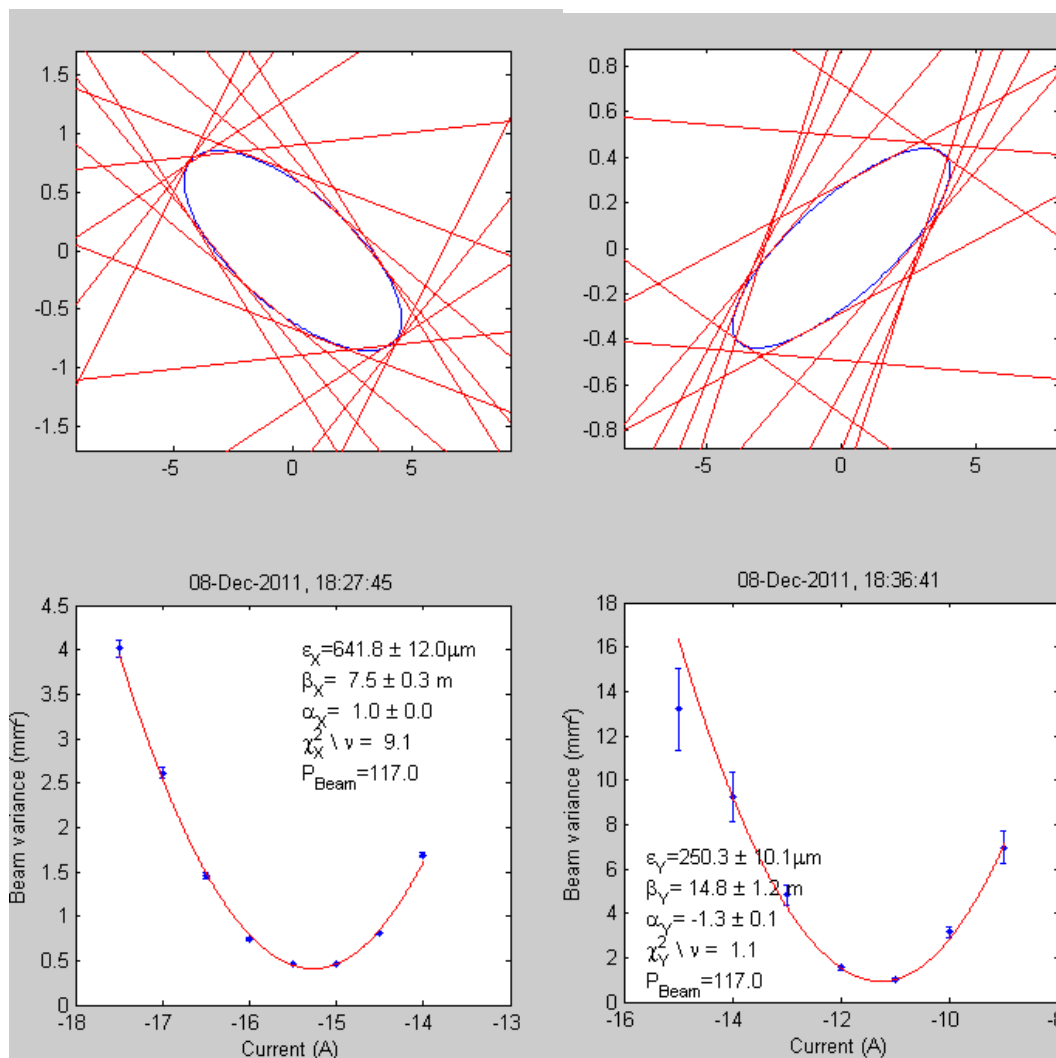 1.5
1
0.5
0
-0.5
-1
-1.5
-5 0 5
0.8
0.6
0.4
0.2
0
-0.2
-0.4
-0.6
-0.8
-5 0 5
08-Dec-2011, 18:27:45
4.5
4
3.5
3
2.5
2
1.5
1
0.5
0
Beam variance (mm²)
εX=641.8 ± 12.0μm
βX= 7.5 ± 0.3 m
αX= 1.0 ± 0.0
χ²X \ ν = 9.1
PBeam=117.0
-18 -17 -16 -15 -14 -13
Current (A)
08-Dec-2011, 18:36:41
18
16
14
12
10
8
6
4
2
0
Beam variance (mm²)
εY=250.3 ± 10.1μm
βY= 14.8 ± 1.2 m
αY= -1.3 ± 0.1
χ²Y \ ν = 1.1
PBeam=117.0
-16 -14 -12 -10
Current (A)